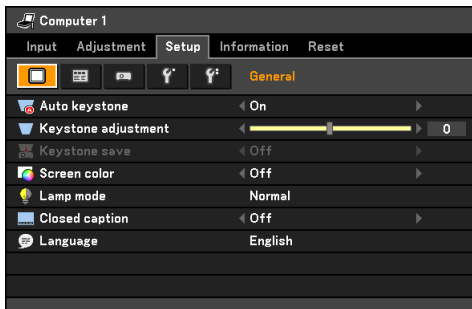 Computer 1
Input Adjustment Setup Information Reset
General
Auto keystone On
Keystone adjustment 0
Keystone save Off
Screen color Off
Lamp mode Normal
Closed caption Off
Language English